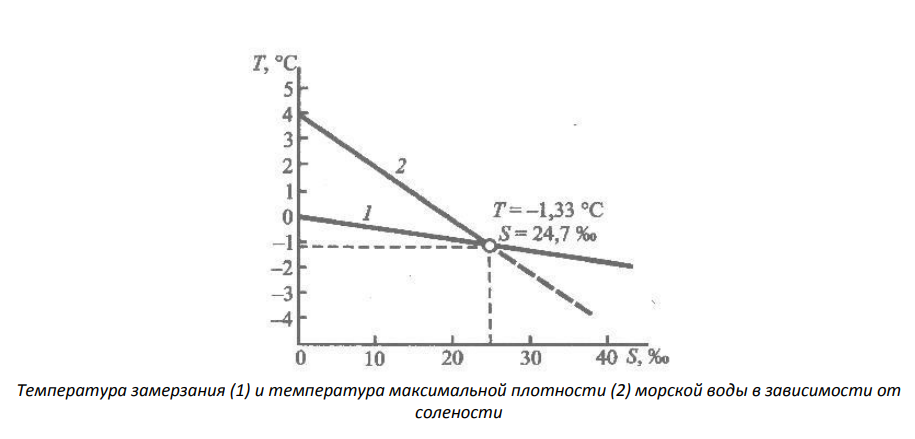 T, °C
5
4
3
2
1
0
–1
–2
–3
–4
2
1
T = –1,33 °C
S = 24,7 ‰
0 10 20 30 40 S, ‰
Температура замерзания (1) и температура максимальной плотности (2) морской воды в зависимости от
солености